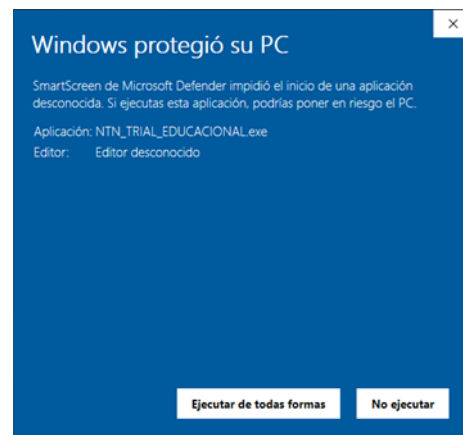 Windows protegió su PC
SmartScreen de Microsoft Defender impidió el inicio de una aplicación
desconocida. Si ejecutas esta aplicación, podrías poner en riesgo el PC.
Aplicación: NTN_TRIAL_EDUCACIONAL.exe
Editor: Editor desconocido
Ejecutar de todas formas No ejecutar